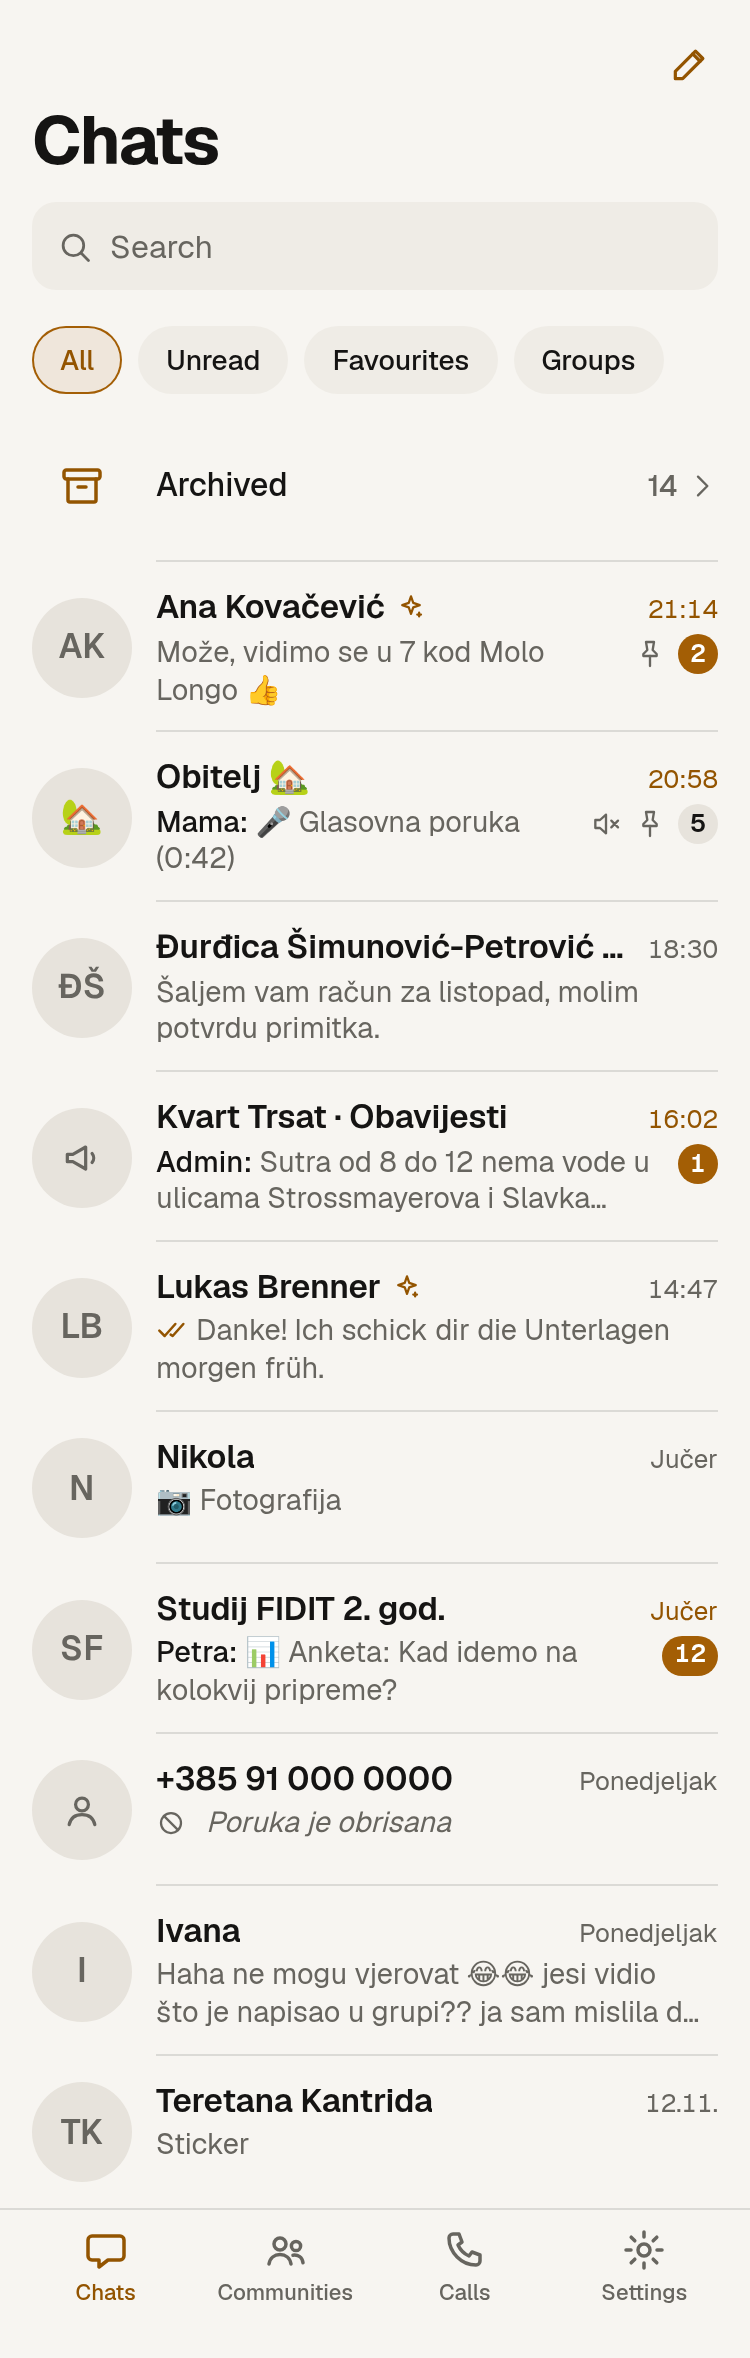 Chats
Search
All Unread Favourites Groups
Archived 14
AK
Ana Kovačević 21:14
Može, vidimo se u 7 kod Molo 2
Longo 👍
Obitelj 🏡 20:58
Mama: 🎤 Glasovna poruka 5
(0:42)
ĐŠ
Đurđica Šimunović-Petrović ... 18:30
Šaljem vam račun za listopad, molim
potvrdu primitka.
Kvart Trsat · Obavijesti 16:02
Admin: Sutra od 8 do 12 nema vode u 1
ulicama Strossmayerova i Slavka...
LB
Lukas Brenner 14:47
Danke! Ich schick dir die Unterlagen
morgen früh.
N
Nikola Jučer
📷 Fotografija
SF
Studij FIDIT 2. god. Jučer
Petra: 📊 Anketa: Kad idemo na 12
kolokvij pripreme?
+385 91 000 0000 Ponedjeljak
Poruka je obrisana
I
Ivana Ponedjeljak
Haha ne mogu vjerovat 😂😂 jesi vidio
što je napisao u grupi?? ja sam mislila d...
TK
Teretana Kantrida 12.11.
Sticker
Chats Communities Calls Settings